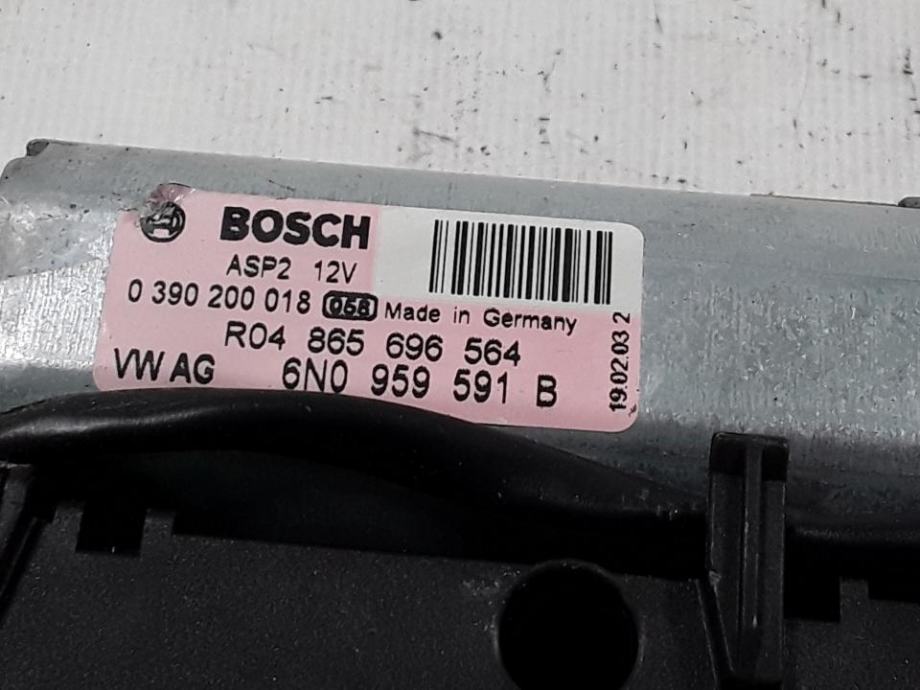 BOSCH
ASP2 12V
0 390 200 018 058 Made in Germany
R04 865 696 564
VW AG 6N0 959 591 B
19.02.03 2